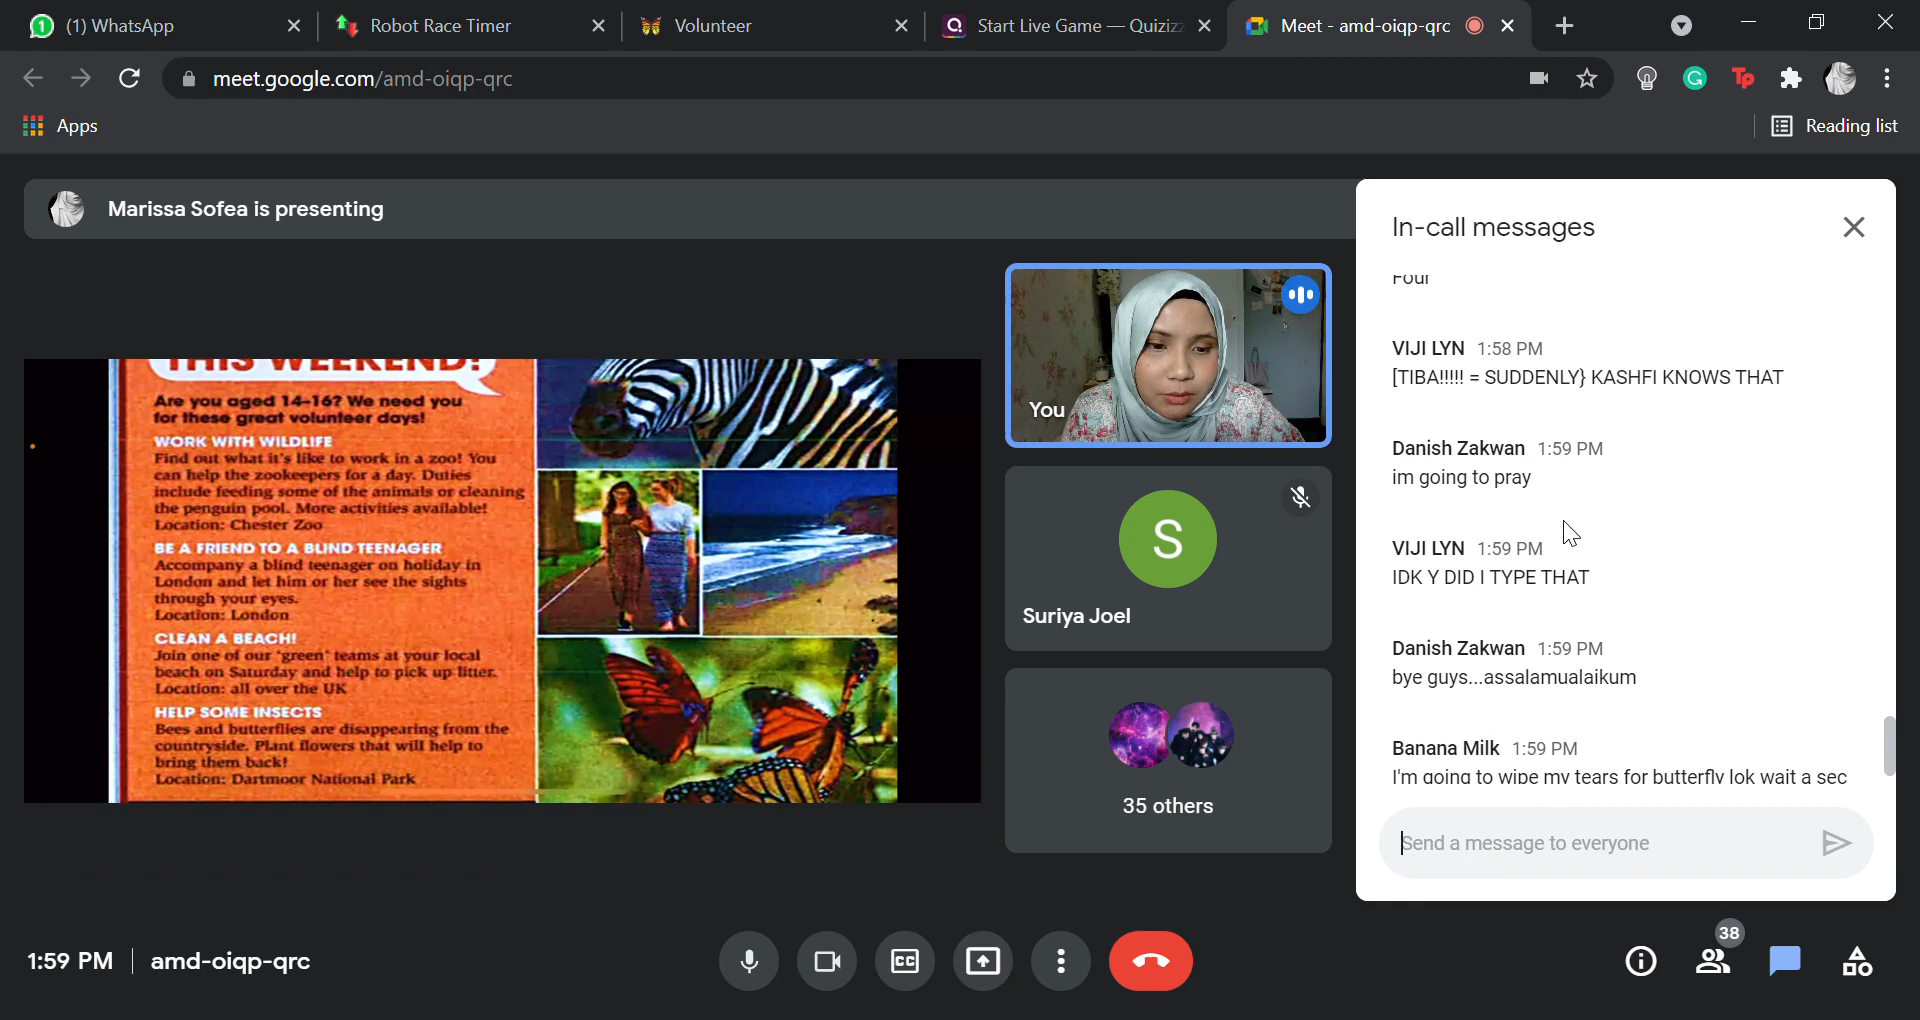 (1) WhatsApp
Robot Race Timer
Volunteer
Start Live Game — Quizizz
Meet - amd-oiqp-qrc
meet.google.com/amd-oiqp-qrc
Apps
Reading list
Marissa Sofea is presenting
THIS WEEKEND!
Are you aged 14–16? We need you
for these great volunteer days!
WORK WITH WILDLIFE
Find out what it's like to work in a zoo! You
can help the zookeepers for a day. Duties
include feeding some of the animals or cleaning
the penguin pool. More activities available!
Location: Chester Zoo
BE A FRIEND TO A BLIND TEENAGER
Accompany a blind teenager on holiday in
London and let him or her see the sights
through your eyes.
Location: London
CLEAN A BEACH!
Join one of our 'green' teams at your local
beach on Saturday and help to pick up litter.
Location: all over the UK
HELP SOME INSECTS
Bees and butterflies are disappearing from the
countryside. Plant flowers that will help to
bring them back!
Location: Dartmoor National Park
You
S
Suriya Joel
35 others
In-call messages
Four
VIJI LYN 1:58 PM
[TIBA!!!!! = SUDDENLY} KASHFI KNOWS THAT
Danish Zakwan 1:59 PM
im going to pray
VIJI LYN 1:59 PM
IDK Y DID I TYPE THAT
Danish Zakwan 1:59 PM
bye guys...assalamualaikum
Banana Milk 1:59 PM
I'm going to wipe my tears for butterfly lok wait a sec
Send a message to everyone
1:59 PM | amd-oiqp-qrc
CC
38